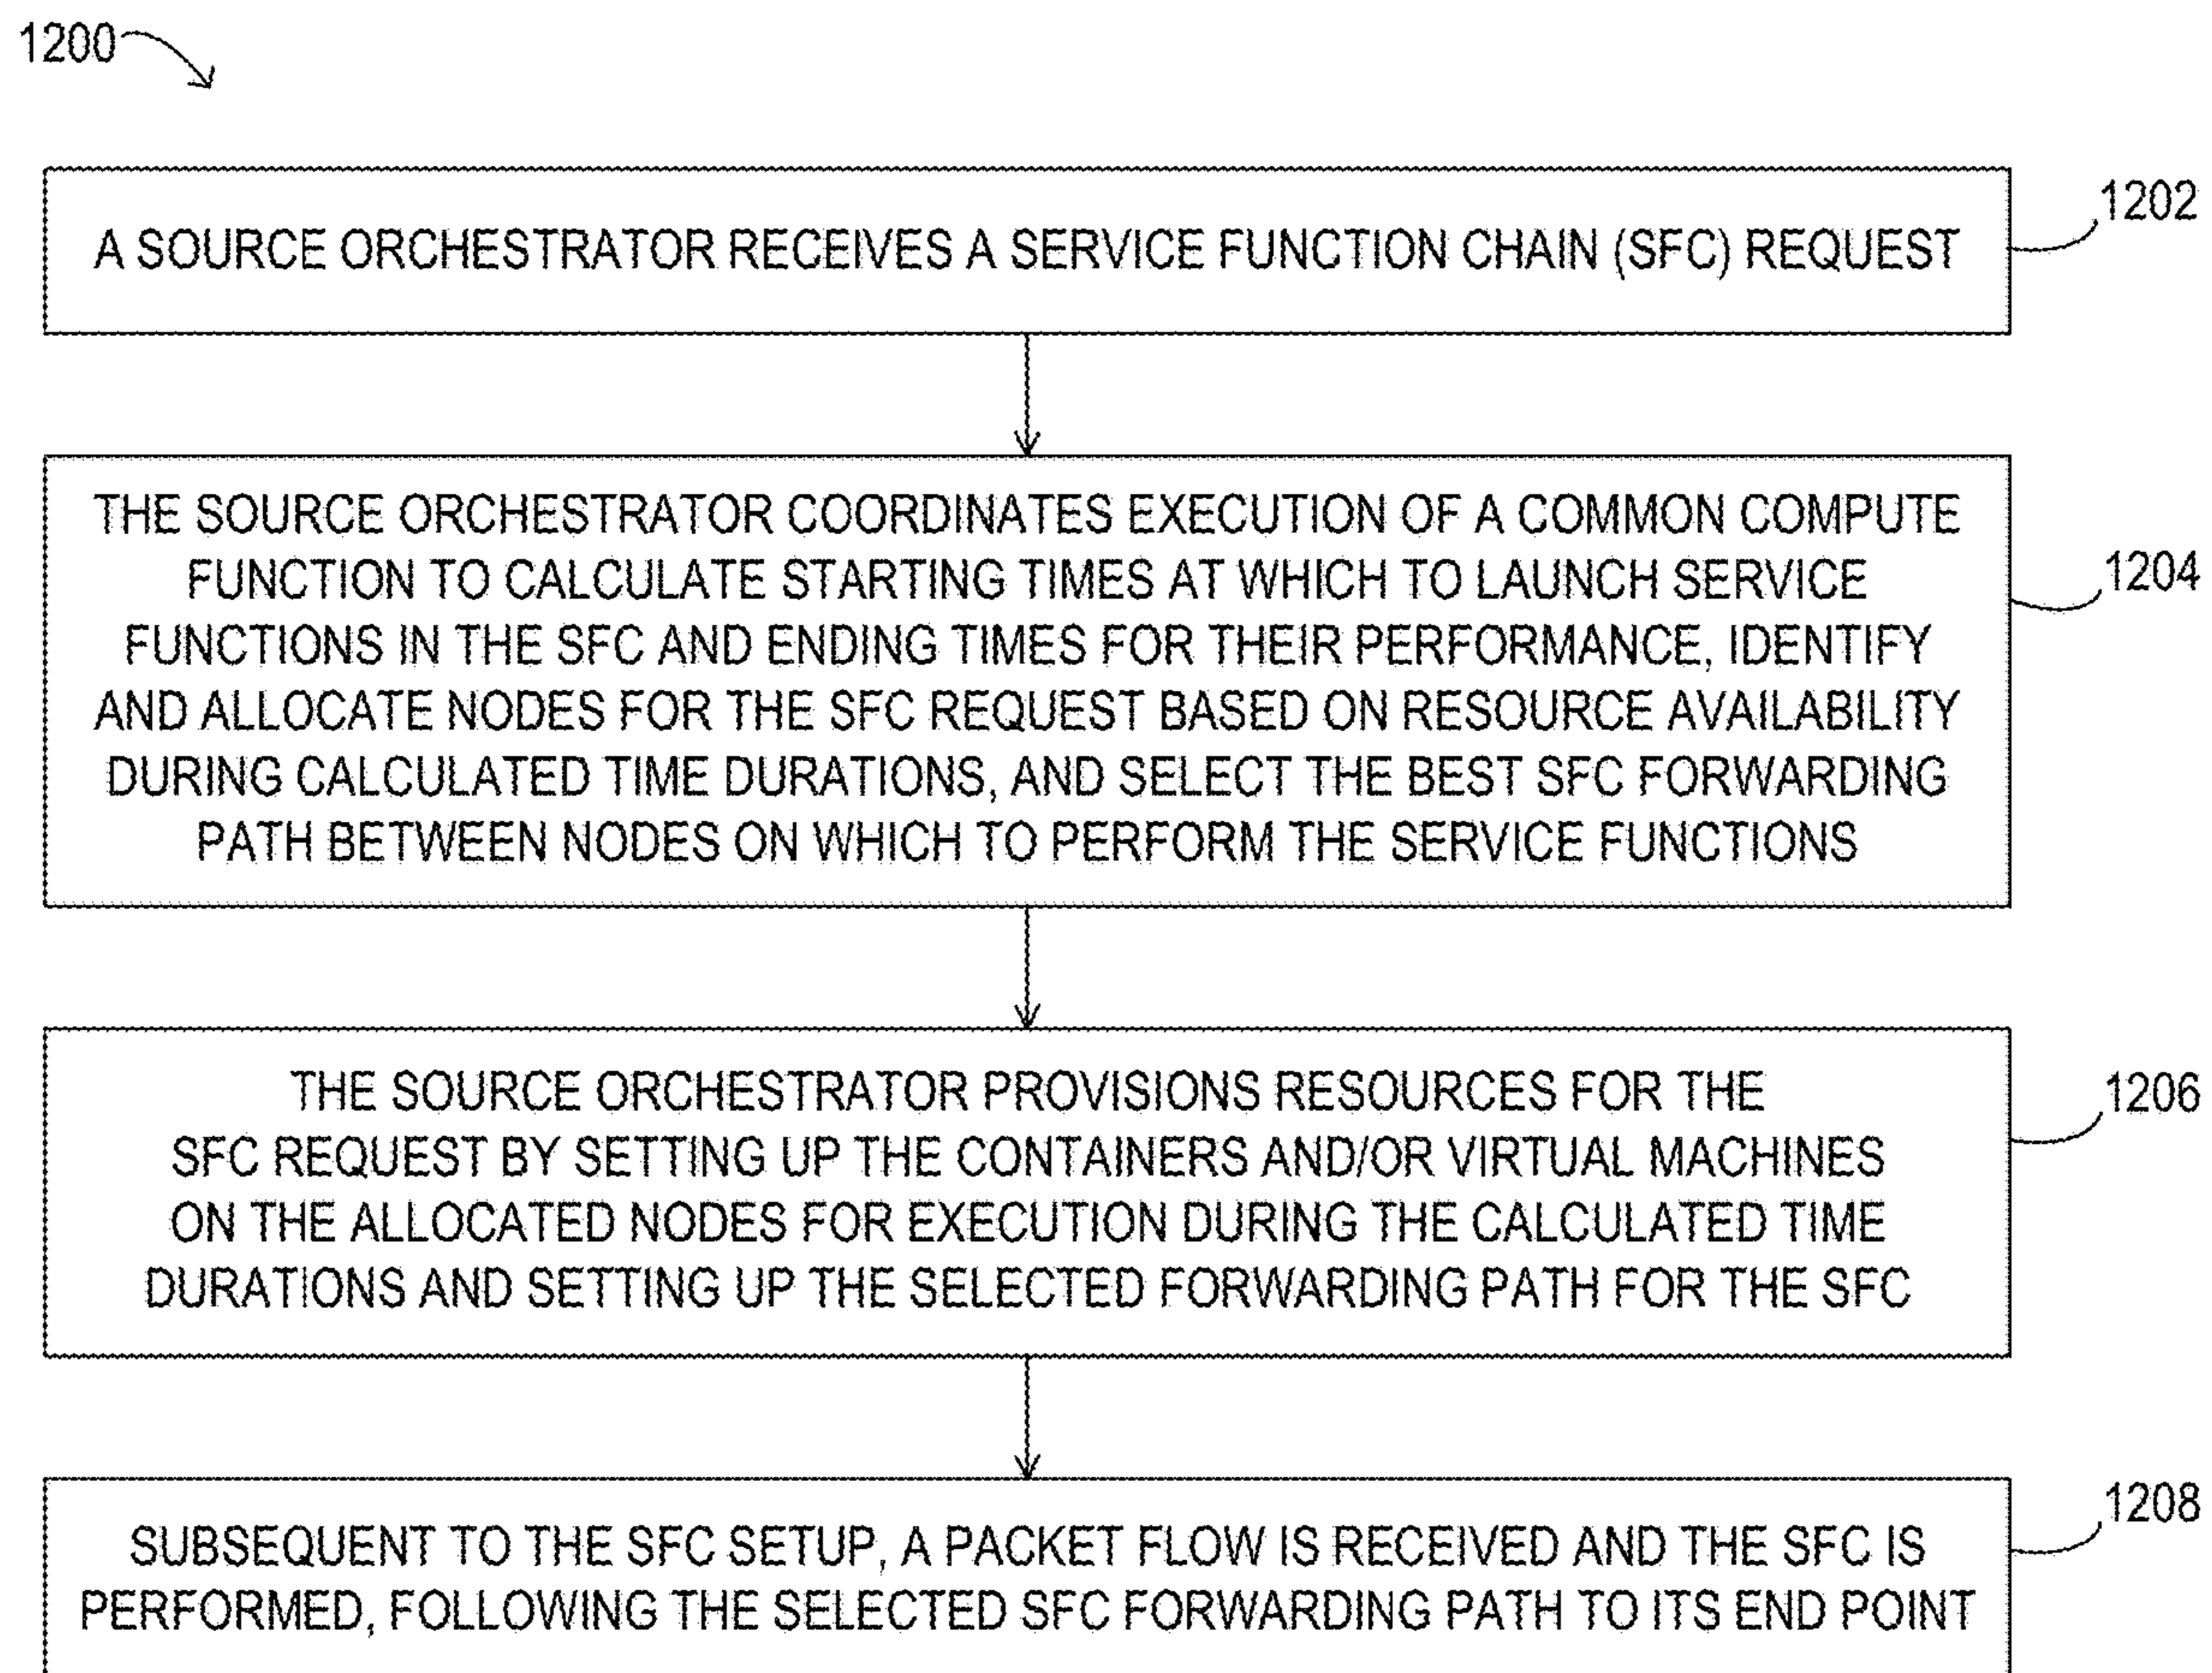 1200
A SOURCE ORCHESTRATOR RECEIVES A SERVICE FUNCTION CHAIN (SFC) REQUEST
1202
THE SOURCE ORCHESTRATOR COORDINATES EXECUTION OF A COMMON COMPUTE
FUNCTION TO CALCULATE STARTING TIMES AT WHICH TO LAUNCH SERVICE
FUNCTIONS IN THE SFC AND ENDING TIMES FOR THEIR PERFORMANCE, IDENTIFY
AND ALLOCATE NODES FOR THE SFC REQUEST BASED ON RESOURCE AVAILABILITY
DURING CALCULATED TIME DURATIONS, AND SELECT THE BEST SFC FORWARDING
PATH BETWEEN NODES ON WHICH TO PERFORM THE SERVICE FUNCTIONS
1204
THE SOURCE ORCHESTRATOR PROVISIONS RESOURCES FOR THE
SFC REQUEST BY SETTING UP THE CONTAINERS AND/OR VIRTUAL MACHINES
ON THE ALLOCATED NODES FOR EXECUTION DURING THE CALCULATED TIME
DURATIONS AND SETTING UP THE SELECTED FORWARDING PATH FOR THE SFC
1206
SUBSEQUENT TO THE SFC SETUP, A PACKET FLOW IS RECEIVED AND THE SFC IS
PERFORMED, FOLLOWING THE SELECTED SFC FORWARDING PATH TO ITS END POINT
1208